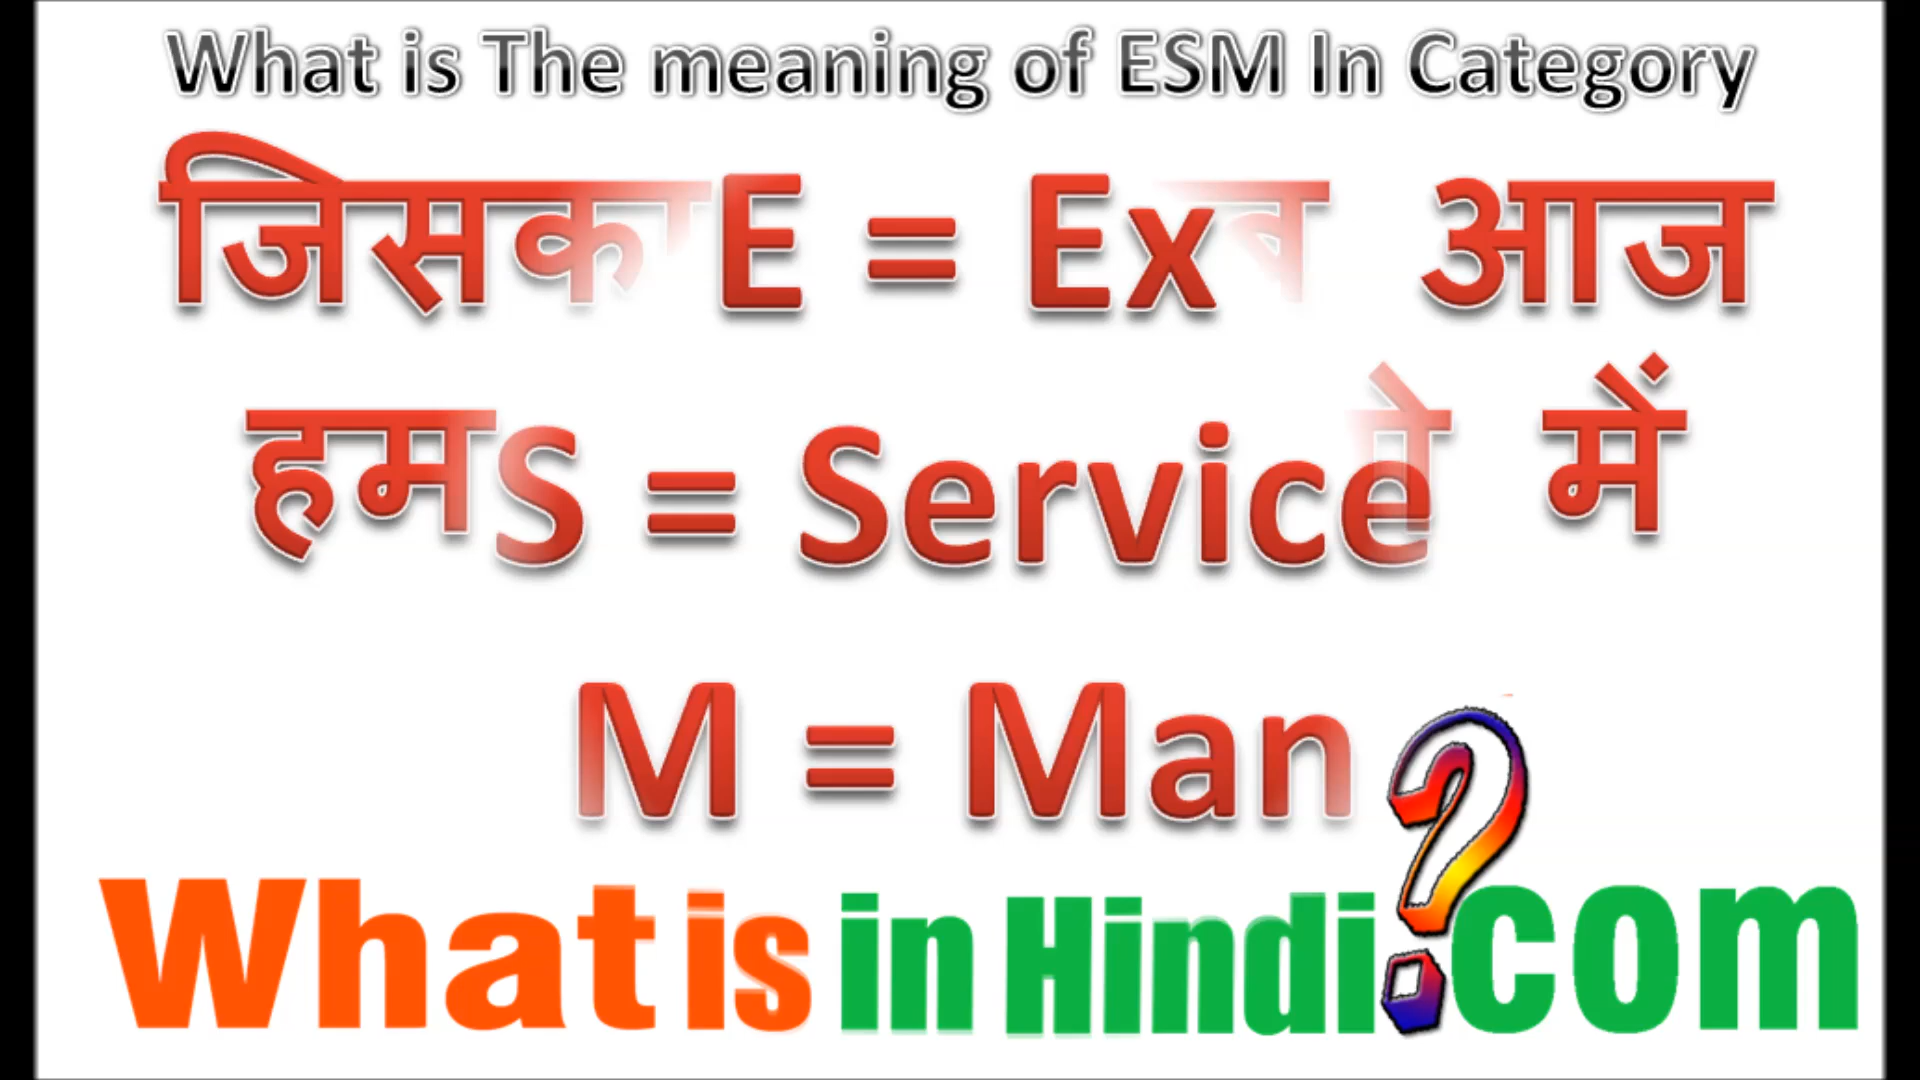 What is The meaning of ESM In Category
जिसका E = Ex आज
हम S = Service में
M = Man
What is in Hindi.com